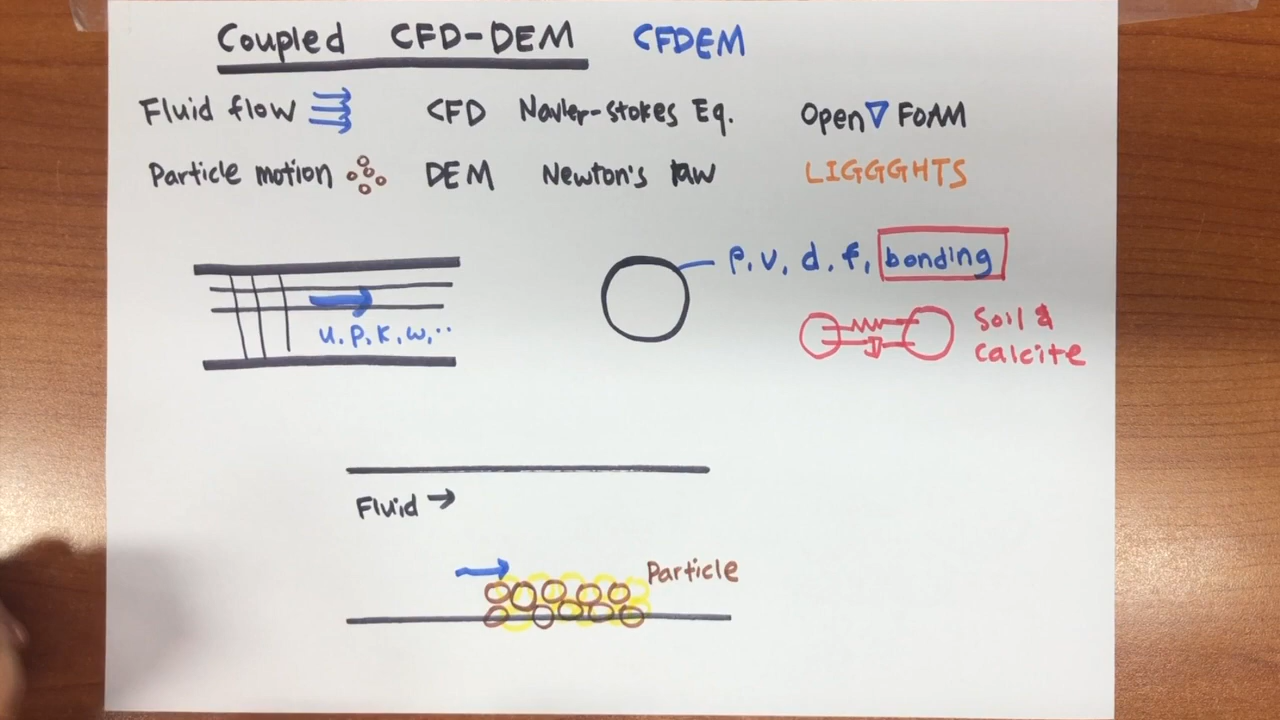 Coupled CFD-DEM CFDEM
Fluid flow CFD Navier-stokes Eq. Open∇FOAM
Particle motion DEM Newton's law LIGGGHTS
ρ, v, d, f, bonding
u, p, k, ω, ..
Soil &
Calcite
Fluid →
Particle